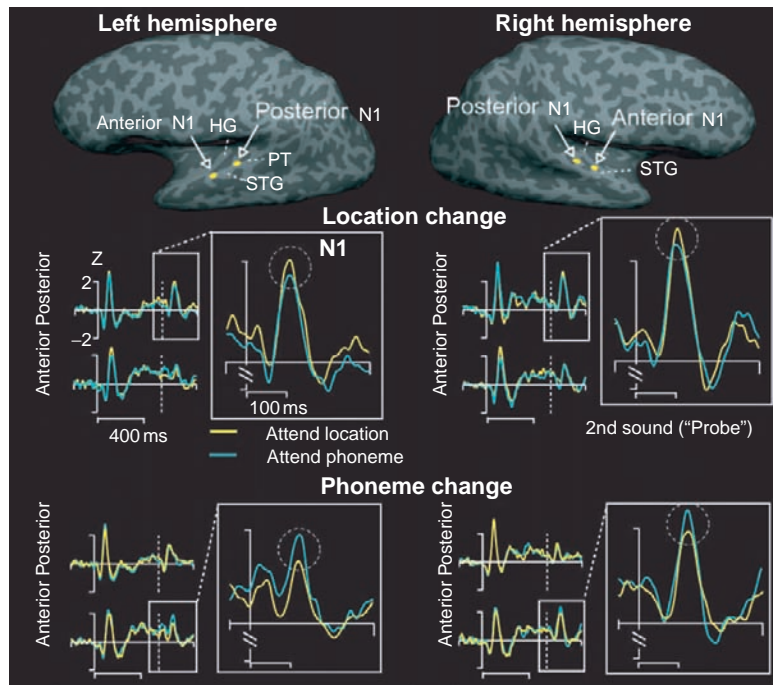 Left hemisphere
Right hemisphere
Anterior N1
HG
Posterior N1
PT
STG
Posterior N1
HG
Anterior N1
STG
Location change
Anterior Posterior
Z
2
–2
400 ms
N1
100 ms
Attend location
Attend phoneme
Anterior Posterior
2nd sound (“Probe”)
Phoneme change
Anterior Posterior
Anterior Posterior